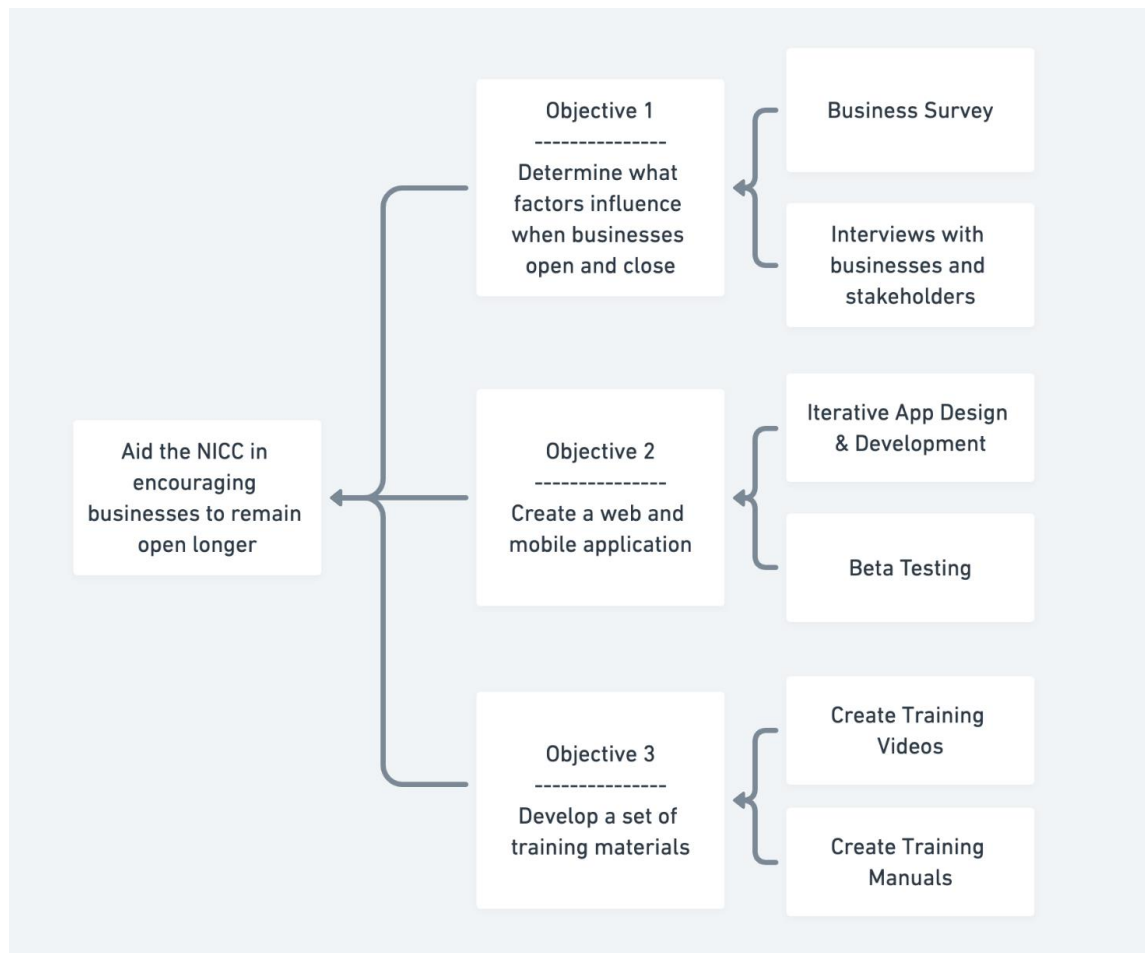 Aid the NICC in
encouraging
businesses to remain
open longer
Objective 1
---------------
Determine what
factors influence
when businesses
open and close
Business Survey
Interviews with
businesses and
stakeholders
Objective 2
---------------
Create a web and
mobile application
Iterative App Design
& Development
Beta Testing
Objective 3
---------------
Develop a set of
training materials
Create Training
Videos
Create Training
Manuals